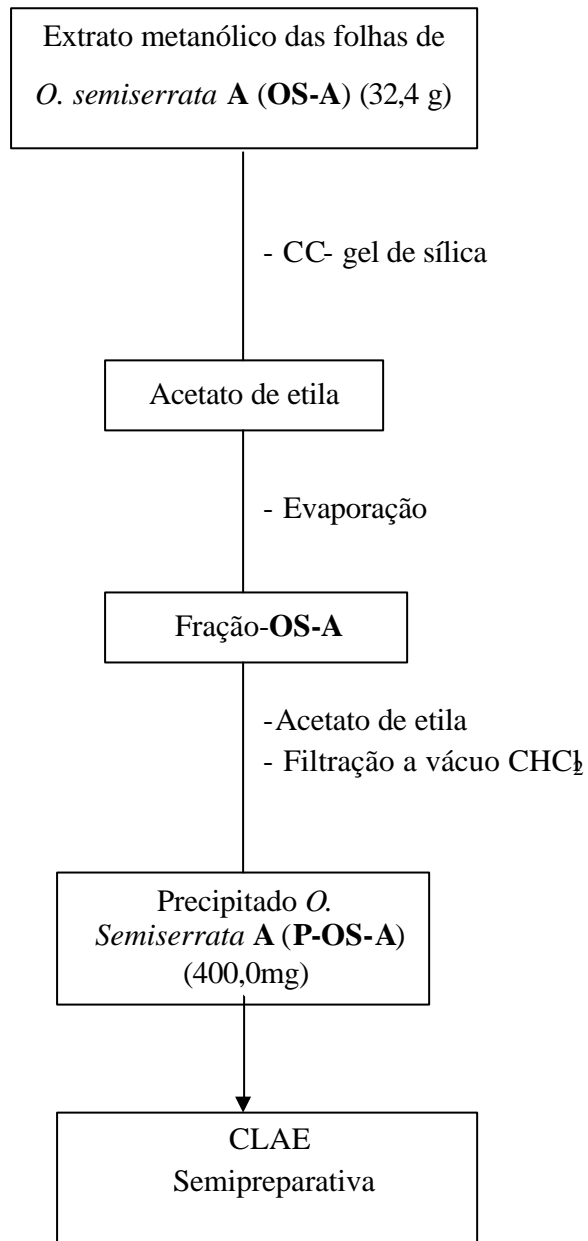 Extrato metanólico das folhas de
O. semiserrata A (OS-A) (32,4 g)
- CC- gel de sílica
Acetato de etila
- Evaporação
Fração-OS-A
-Acetato de etila
- Filtração a vácuo CHCl2
Precipitado O.
Semiserrata A (P-OS-A)
(400,0mg)
CLAE
Semipreparativa